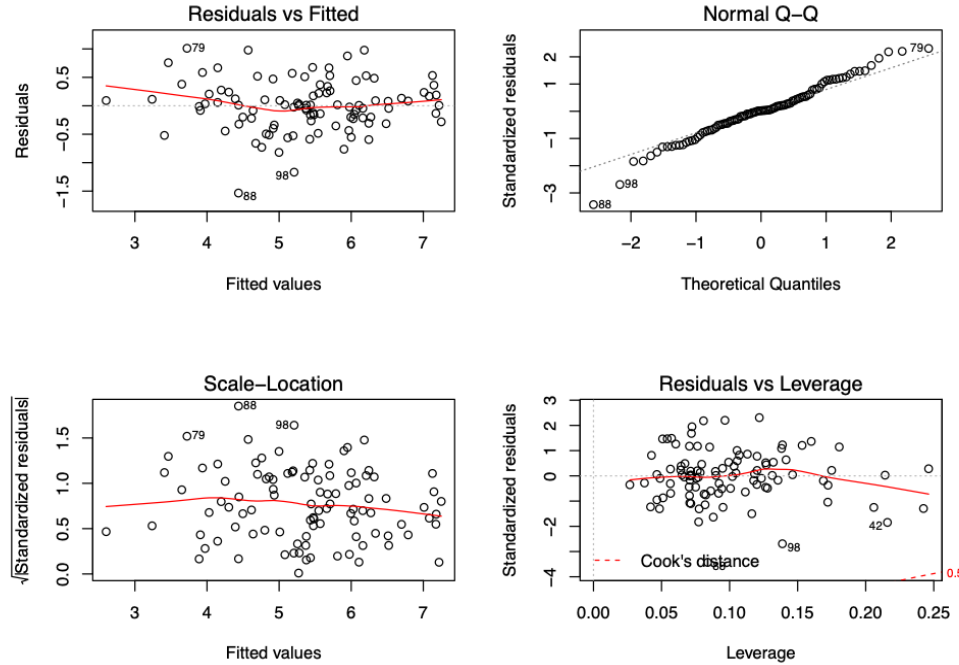 Residuals vs Fitted
Residuals
0.5
-0.5
-1.5
79
98
88
3 4 5 6 7
Fitted values
Normal Q-Q
Standardized residuals
2
1
-1
-3
79
98
88
-2 -1 0 1 2
Theoretical Quantiles
Scale-Location
√|Standardized residuals|
1.5
1.0
0.5
0.0
88
98
79
3 4 5 6 7
Fitted values
Residuals vs Leverage
Standardized residuals
3
2
0
-2
-4
42
98
Cook's distance
88
0.5
0.00 0.05 0.10 0.15 0.20 0.25
Leverage